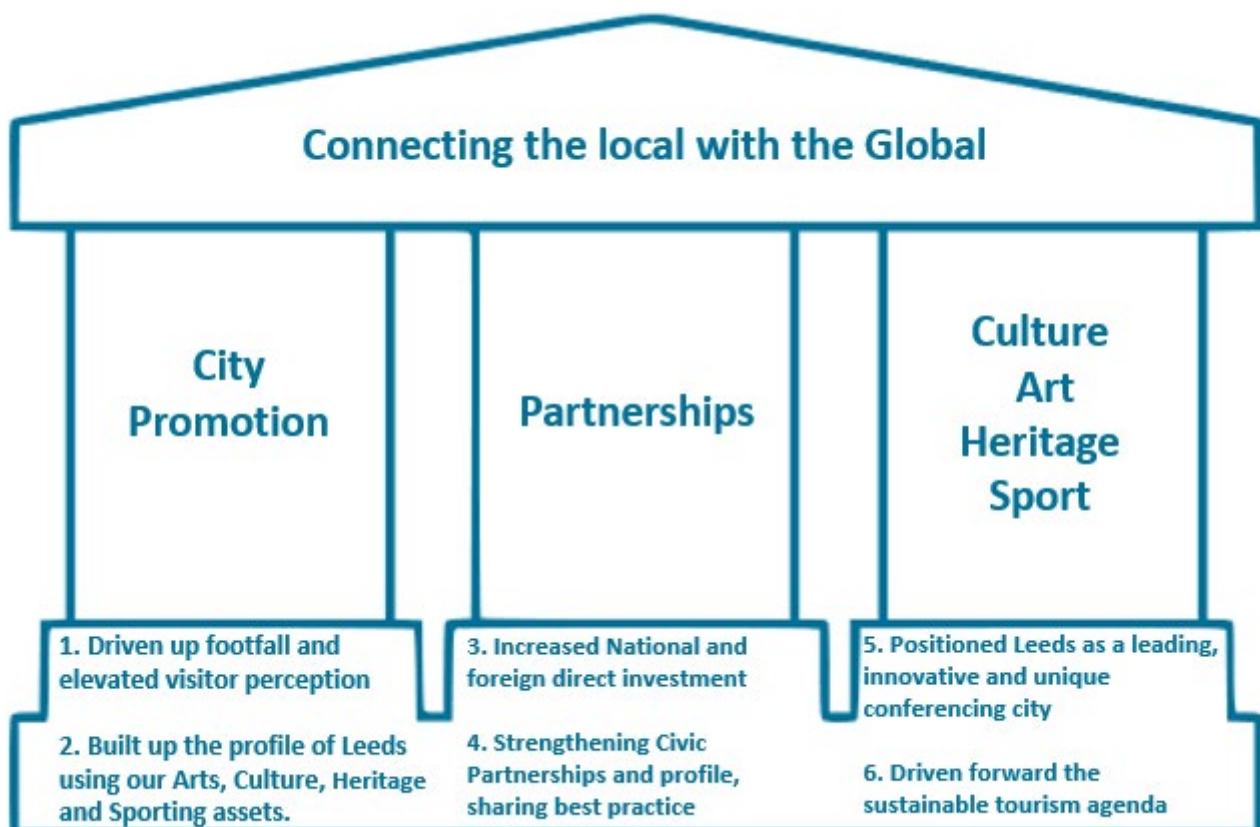 Connecting the local with the Global
City
Promotion
Partnerships
Culture
Art
Heritage
Sport
1. Driven up footfall and
elevated visitor perception
2. Built up the profile of Leeds
using our Arts, Culture, Heritage
and Sporting assets.
3. Increased National and
foreign direct investment
4. Strengthening Civic
Partnerships and profile,
sharing best practice
5. Positioned Leeds as a leading,
innovative and unique
conferencing city
6. Driven forward the
sustainable tourism agenda